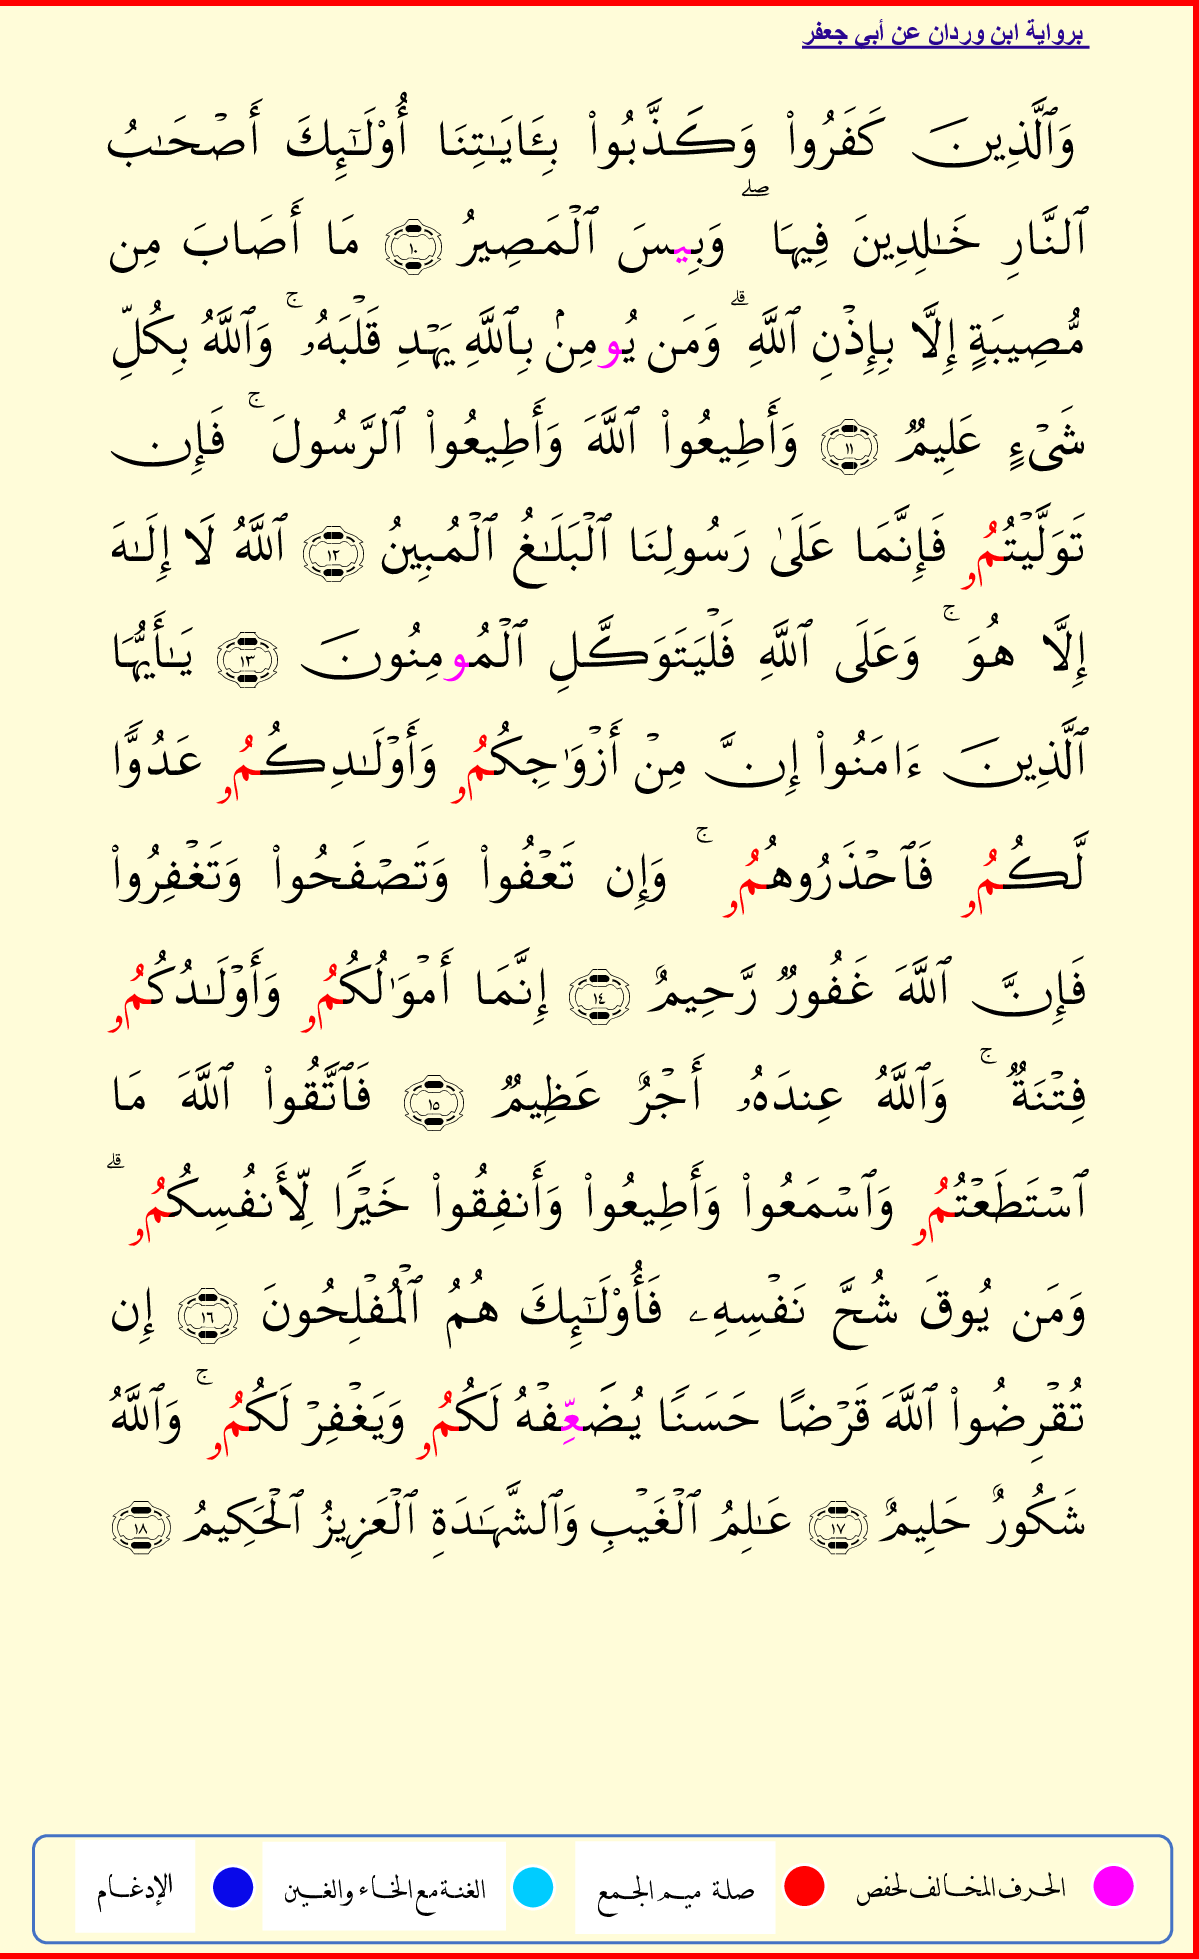 برواية ابن وردان عن أبي جعفر
وَٱلَّذِينَ كَفَرُوا۟ وَكَذَّبُوا۟ بِـَٔايَـٰتِنَا أُو۟لَـٰٓئِكَ أَصْحَـٰبُ
ٱلنَّارِ خَـٰلِدِينَ فِيهَا ۖ وَبِيسَ ٱلْمَصِيرُ ١٠ مَا أَصَابَ مِن
مُّصِيبَةٍ إِلَّا بِإِذْنِ ٱللَّهِ ۗ وَمَن يُومِنۢ بِٱللَّهِ يَهْدِ قَلْبَهُۥ ۚ وَٱللَّهُ بِكُلِّ
شَىْءٍ عَلِيمٌ ١١ وَأَطِيعُوا۟ ٱللَّهَ وَأَطِيعُوا۟ ٱلرَّسُولَ ۚ فَإِن
تَوَلَّيْتُمُۥ فَإِنَّمَا عَلَىٰ رَسُولِنَا ٱلْبَلَـٰغُ ٱلْمُبِينُ ١٢ ٱللَّهُ لَا إِلَـٰهَ
إِلَّا هُوَ ۚ وَعَلَى ٱللَّهِ فَلْيَتَوَكَّلِ ٱلْمُومِنُونَ ١٣ يَـٰأَيُّهَا
ٱلَّذِينَ ءَامَنُوا۟ إِنَّ مِنْ أَزْوَٰجِكُمُۥ وَأَوْلَـٰدِكُمُۥ عَدُوًّا
لَّكُمُۥ فَٱحْذَرُوهُمُۥ ۚ وَإِن تَعْفُوا۟ وَتَصْفَحُوا۟ وَتَغْفِرُوا۟
فَإِنَّ ٱللَّهَ غَفُورٌ رَّحِيمٌ ١٤ إِنَّمَا أَمْوَٰلُكُمُۥ وَأَوْلَـٰدُكُمُۥ
فِتْنَةٌ ۚ وَٱللَّهُ عِندَهُۥ أَجْرٌ عَظِيمٌ ١٥ فَٱتَّقُوا۟ ٱللَّهَ مَا
ٱسْتَطَعْتُمُۥ وَٱسْمَعُوا۟ وَأَطِيعُوا۟ وَأَنفِقُوا۟ خَيْرًا لِّأَنفُسِكُمُۥ ۗ
وَمَن يُوقَ شُحَّ نَفْسِهِۦ فَأُو۟لَـٰٓئِكَ هُمُ ٱلْمُفْلِحُونَ ١٦ إِن
تُقْرِضُوا۟ ٱللَّهَ قَرْضًا حَسَنًا يُضَعِّفْهُ لَكُمُۥ وَيَغْفِرْ لَكُمُۥ ۚ وَٱللَّهُ
شَكُورٌ حَلِيمٌ ١٧ عَـٰلِمُ ٱلْغَيْبِ وَٱلشَّهَـٰدَةِ ٱلْعَزِيزُ ٱلْحَكِيمُ ١٨
الحرف المخالف لحفص صلة ميم الجمع الغنة مع الخاء والغين الإدغام